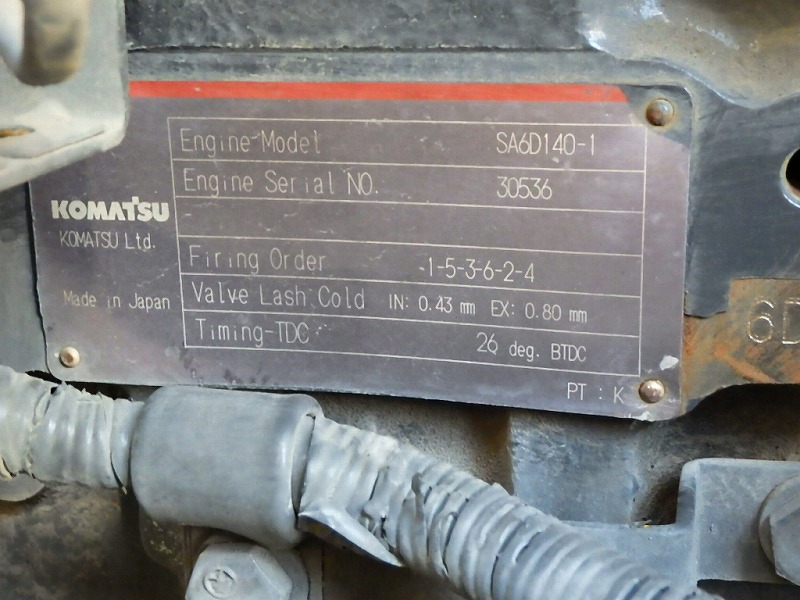 Engine Model SA6D140-1
Engine Serial NO. 30536
KOMATSU
KOMATSU Ltd.
Firing Order 1-5-3-6-2-4
Valve Lash Cold IN: 0.43 mm EX: 0.80 mm
Made in Japan
Timing-TDC 26 deg. BTDC
PT : K
6D